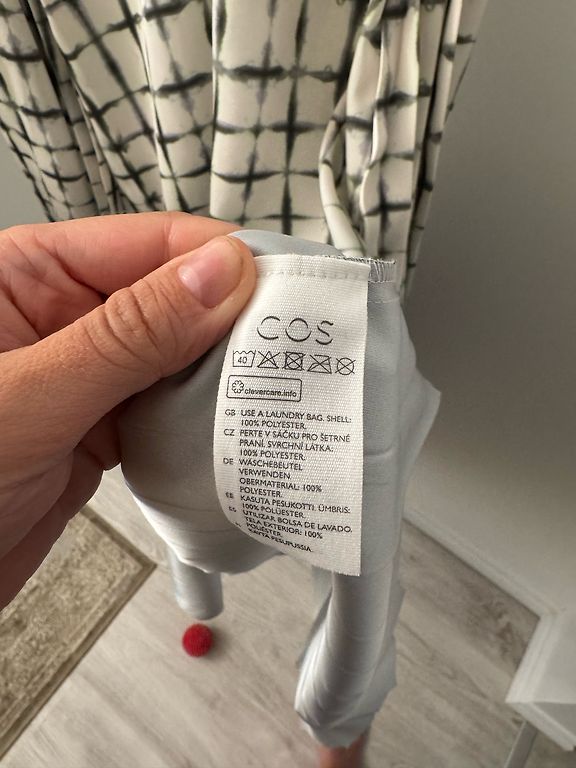 COS
40
clevercare.info
GB USE A LAUNDRY BAG. SHELL:
100% POLYESTER.
CZ PERTE V SÁČKU PRO ŠETRNÉ
PRANÍ. SVRCHNÍ LÁTKA:
100% POLYESTER.
DE WÄSCHEBEUTEL
VERWENDEN.
OBERMATERIAL: 100%
POLYESTER.
EE KASUTA PESUKOTTI. ÜMBRIS:
100% POLÜESTER.
ES UTILIZAR BOLSA DE LAVADO.
TELA EXTERIOR: 100%
POLIÉSTER.
PESUPUSSIA.